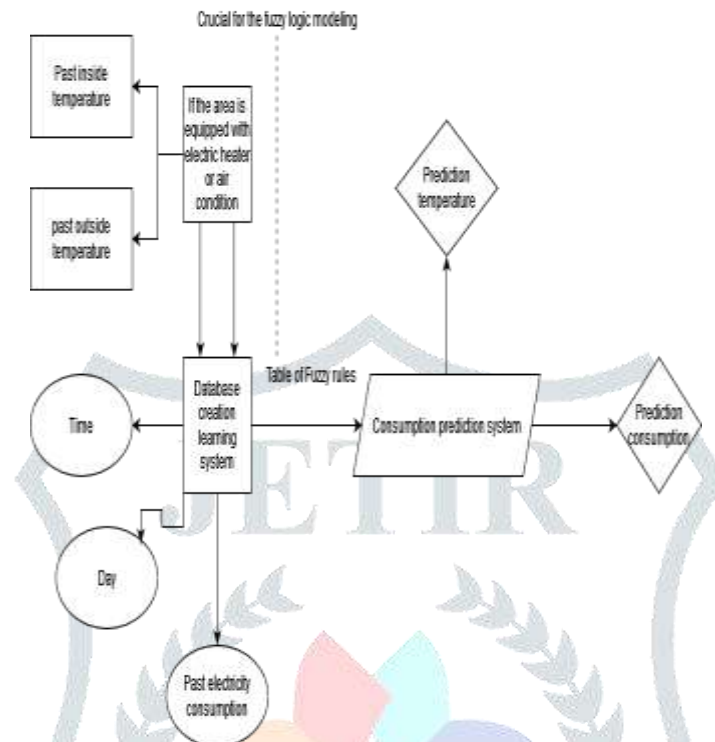 Crucial for the fuzzy logic modeling
Past inside
temperature
If the area is
equipped with
electric heater
or air
condition
past outside
temperature
Prediction
temperature
Database
creation
learning
system
Table of Fuzzy rules
Time
Consumption prediction system
Prediction
consumption
JETIR
Day
Past electricity
consumption